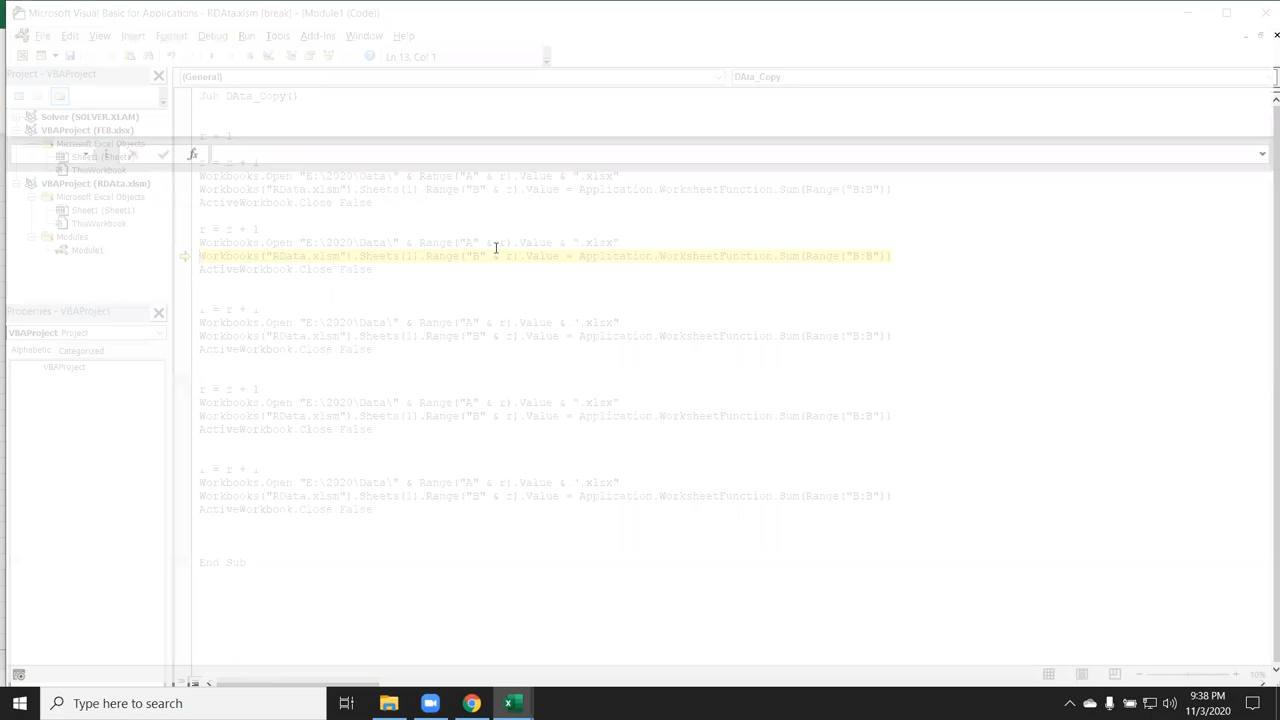 Microsoft Visual Basic for Applications - RDAta.xlsm [break] - [Module1 (Code)]
File Edit View Insert Format Debug Run Tools Add-Ins Window Help
Ln 13, Col 1
Project - VBAProject
(General)
DAta_Copy
Solver (SOLVER.XLAM)
VBAProject (FEB.xlsx)
Microsoft Excel Objects
Sheet1 (Sheet1)
ThisWorkbook
VBAProject (RDAta.xlsm)
Microsoft Excel Objects
Sheet1 (Sheet1)
ThisWorkbook
Modules
Module1
Properties - VBAProject
VBAProject Project
Alphabetic Categorized
VBAProject
fx
Sub DAta_Copy()
r = 1
r = r + 1
Workbooks.Open "E:\2020\Data\" & Range("A" & r).Value & ".xlsx"
Workbooks("RData.xlsm").Sheets(1).Range("B" & r).Value = Application.WorksheetFunction.Sum(Range("B:B"))
ActiveWorkbook.Close False
r = r + 1
Workbooks.Open "E:\2020\Data\" & Range("A" & r).Value & ".xlsx"
Workbooks("RData.xlsm").Sheets(1).Range("B" & r).Value = Application.WorksheetFunction.Sum(Range("B:B"))
ActiveWorkbook.Close False
r = r + 1
Workbooks.Open "E:\2020\Data\" & Range("A" & r).Value & ".xlsx"
Workbooks("RData.xlsm").Sheets(1).Range("B" & r).Value = Application.WorksheetFunction.Sum(Range("B:B"))
ActiveWorkbook.Close False
r = r + 1
Workbooks.Open "E:\2020\Data\" & Range("A" & r).Value & ".xlsx"
Workbooks("RData.xlsm").Sheets(1).Range("B" & r).Value = Application.WorksheetFunction.Sum(Range("B:B"))
ActiveWorkbook.Close False
r = r + 1
Workbooks.Open "E:\2020\Data\" & Range("A" & r).Value & ".xlsx"
Workbooks("RData.xlsm").Sheets(1).Range("B" & r).Value = Application.WorksheetFunction.Sum(Range("B:B"))
ActiveWorkbook.Close False
End Sub
10%
Type here to search
9:38 PM
11/3/2020